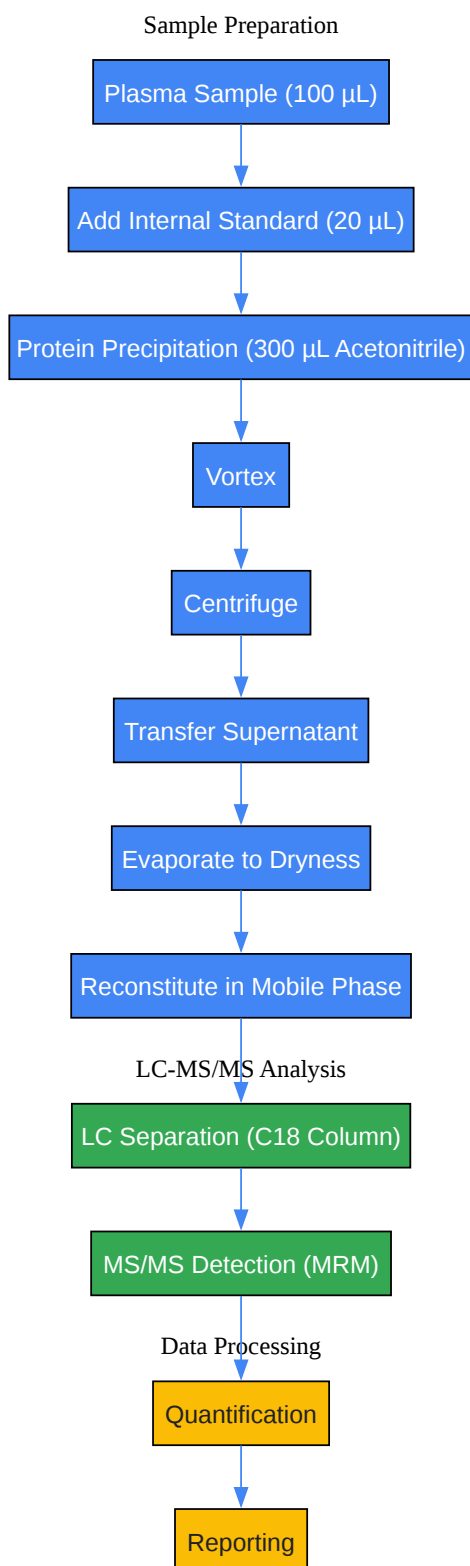 Sample Preparation
Plasma Sample (100 µL)
Add Internal Standard (20 µL)
Protein Precipitation (300 µL Acetonitrile)
Vortex
Centrifuge
Transfer Supernatant
Evaporate to Dryness
Reconstitute in Mobile Phase
LC-MS/MS Analysis
LC Separation (C18 Column)
MS/MS Detection (MRM)
Data Processing
Quantification
Reporting